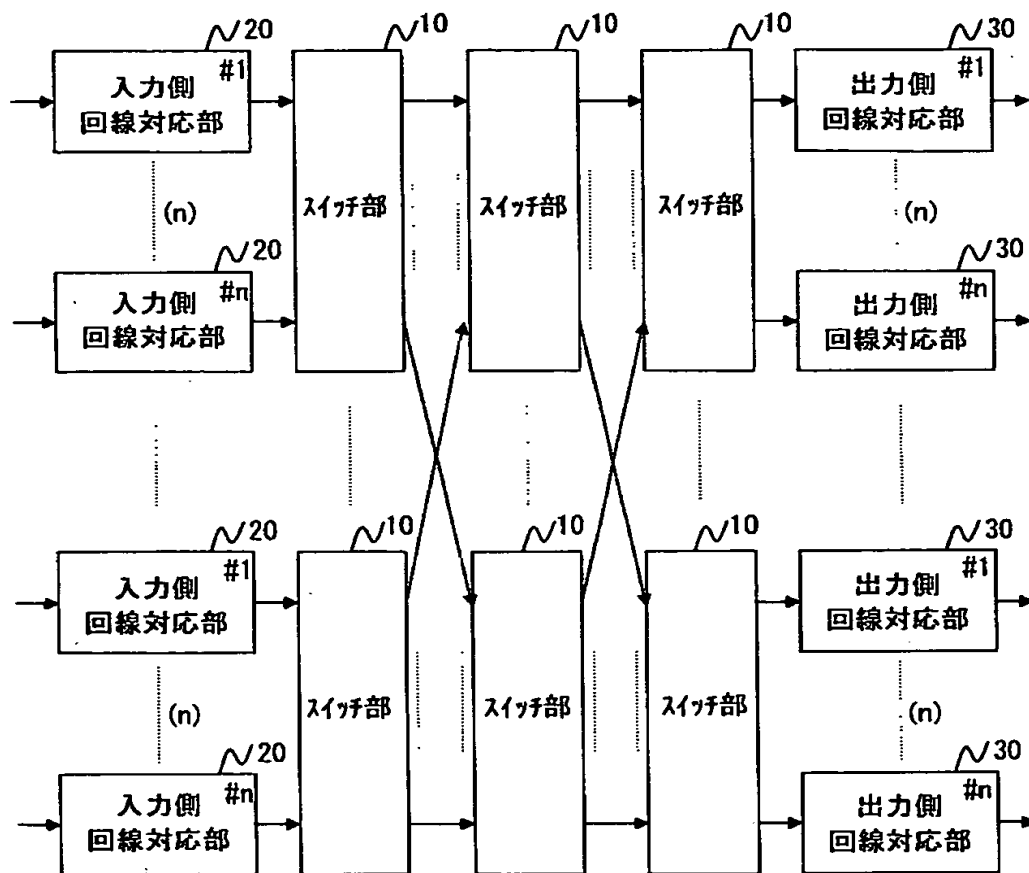 20 10 10 10 30
#1 #1
入力側 出力側
回線対応部 回線対応部
(n) スイッチ部 スイッチ部 スイッチ部 (n)
20 30
#n #n
入力側 出力側
回線対応部 回線対応部
20 10 10 10 30
#1 #1
入力側 出力側
回線対応部 回線対応部
(n) スイッチ部 スイッチ部 スイッチ部 (n)
20 30
#n #n
入力側 出力側
回線対応部 回線対応部